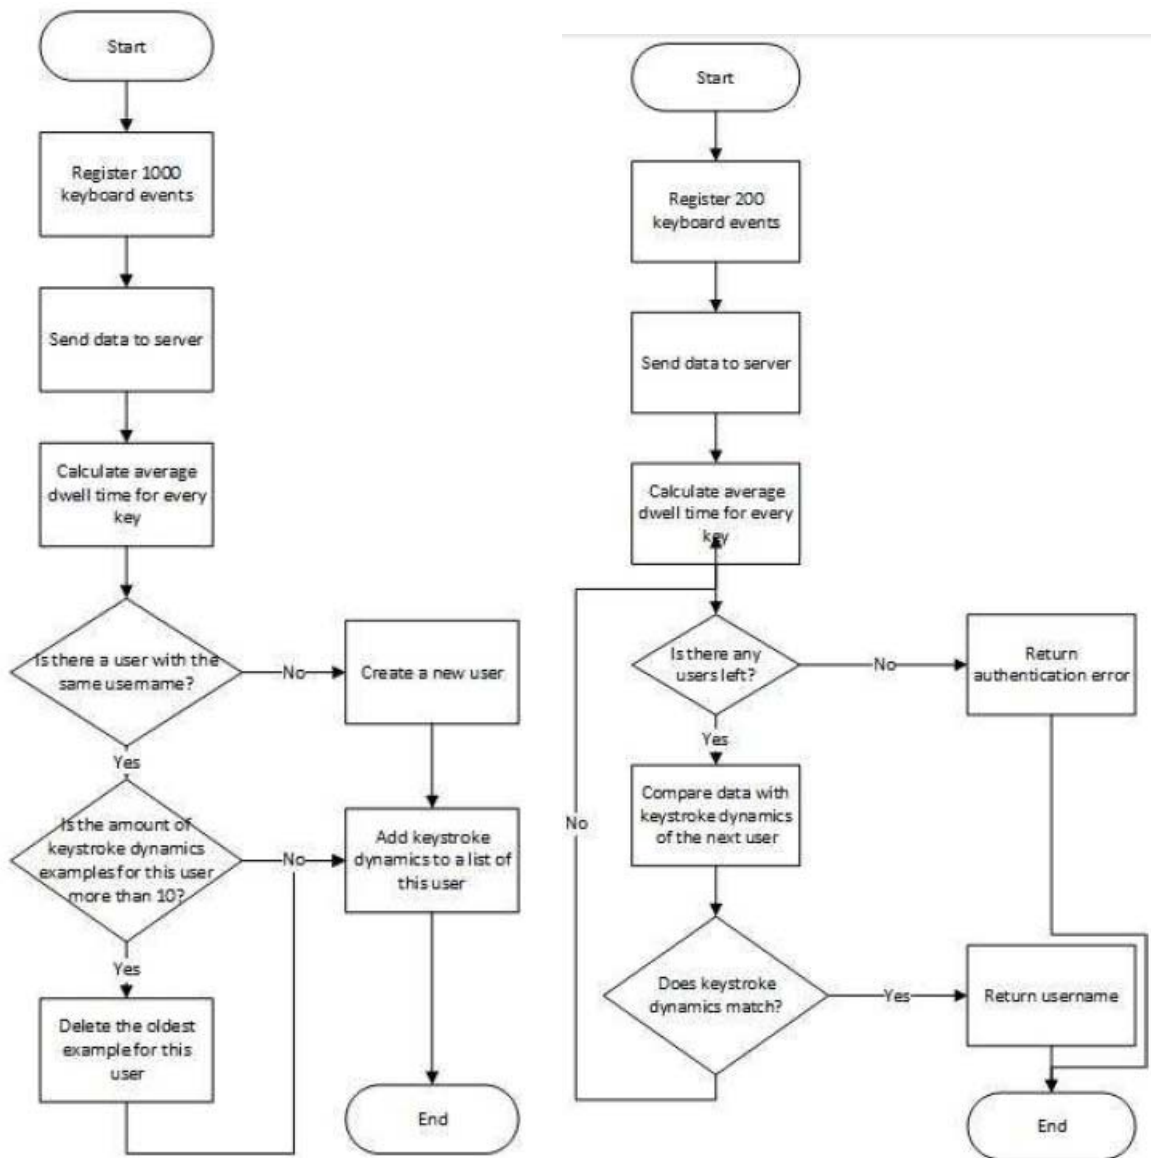 Start
Register 1000
keyboard events
Send data to server
Calculate average
dwell time for every
key
Is there a user with the
same username?
No
Create a new user
Yes
Is the amount of
keystroke dynamics
examples for this user
more than 10?
No
Add keystroke
dynamics to a list of
this user
Yes
Delete the oldest
example for this
user
End
Start
Register 200
keyboard events
Send data to server
Calculate average
dwell time for every
key
Is there any
users left?
No
Return
authentication error
Yes
Compare data with
keystroke dynamics
of the next user
No
Does keystroke
dynamics match?
Yes
Return username
End